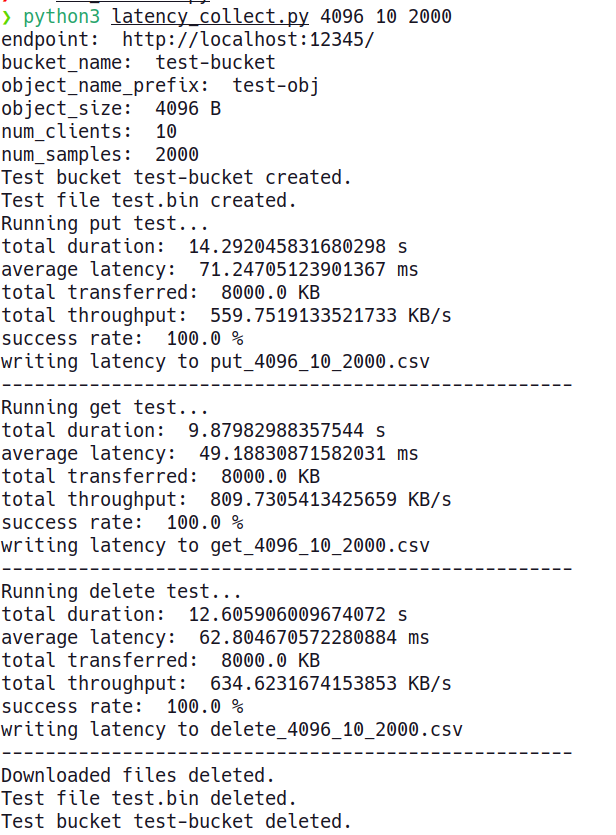 ❯ python3 latency_collect.py 4096 10 2000
endpoint:  http://localhost:12345/
bucket_name:  test-bucket
object_name_prefix:  test-obj
object_size:  4096 B
num_clients:  10
num_samples:  2000
Test bucket test-bucket created.
Test file test.bin created.
Running put test...
total duration:  14.292045831680298 s
average latency:  71.24705123901367 ms
total transferred:  8000.0 KB
total throughput:  559.7519133521733 KB/s
success rate:  100.0 %
writing latency to put_4096_10_2000.csv
----------------------------------------------------
Running get test...
total duration:  9.87982988357544 s
average latency:  49.18830871582031 ms
total transferred:  8000.0 KB
total throughput:  809.7305413425659 KB/s
success rate:  100.0 %
writing latency to get_4096_10_2000.csv
----------------------------------------------------
Running delete test...
total duration:  12.605906009674072 s
average latency:  62.804670572280884 ms
total transferred:  8000.0 KB
total throughput:  634.6231674153853 KB/s
success rate:  100.0 %
writing latency to delete_4096_10_2000.csv
----------------------------------------------------
Downloaded files deleted.
Test file test.bin deleted.
Test bucket test-bucket deleted.